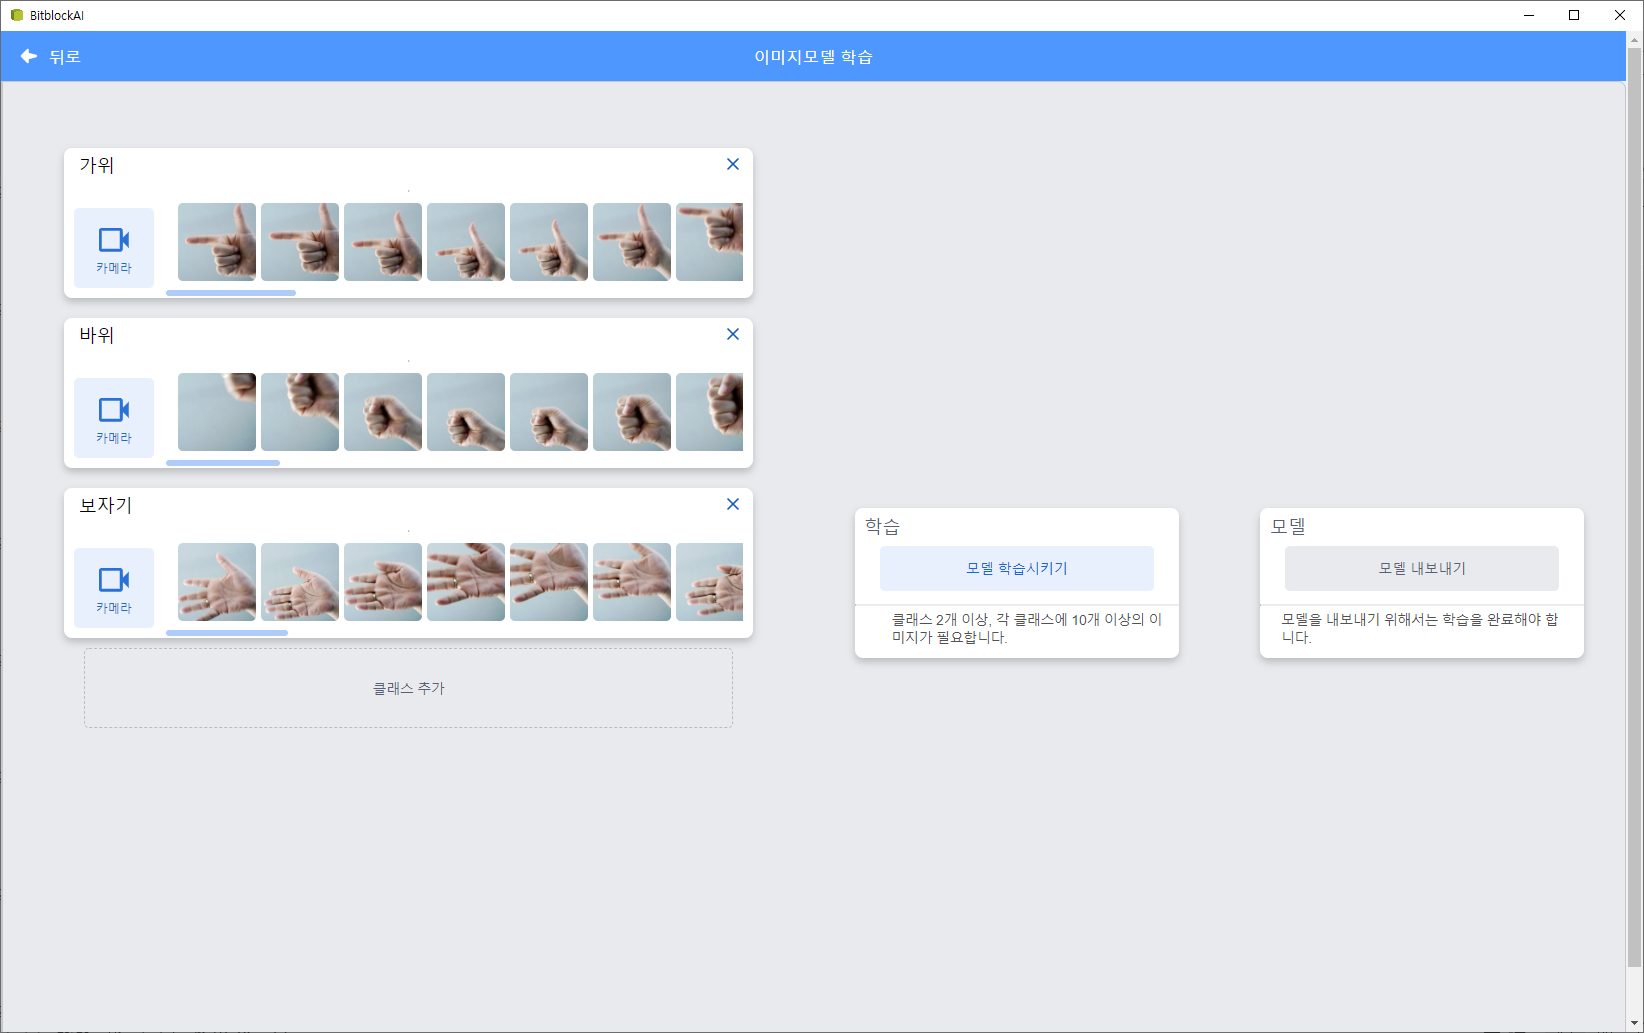 BitblockAI
뒤로
이미지모델 학습
가위
카메라
바위
카메라
보자기
카메라
클래스 추가
학습
모델 학습시키기
클래스 2개 이상, 각 클래스에 10개 이상의 이
미지가 필요합니다.
모델
모델 내보내기
모델을 내보내기 위해서는 학습을 완료해야 합
니다.